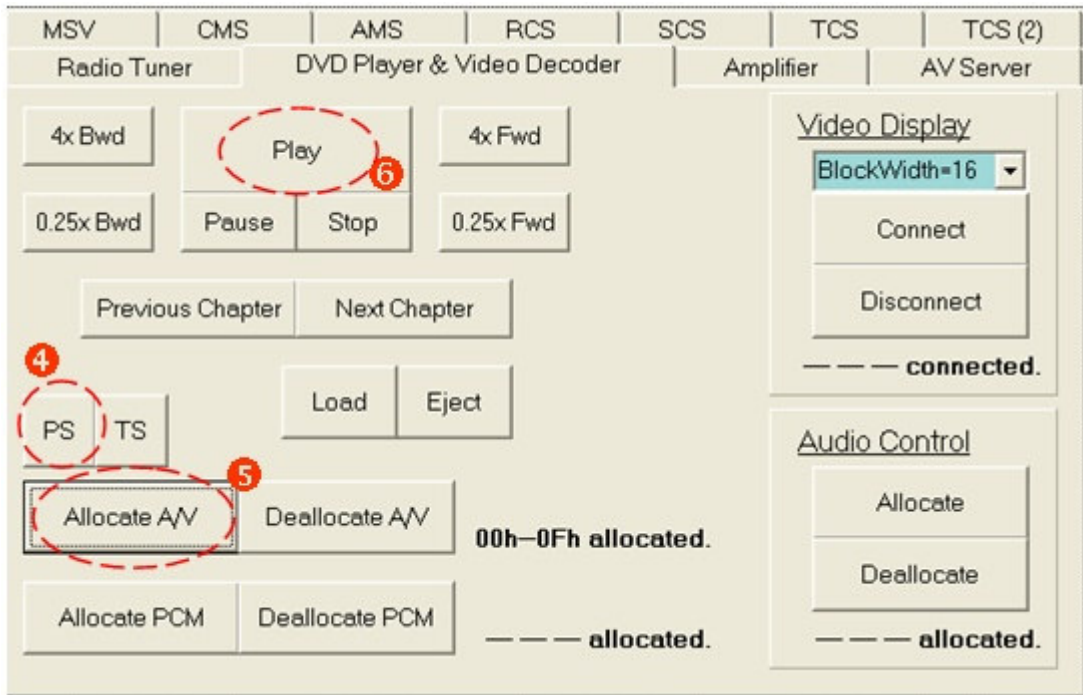 MSV CMS AMS RCS SCS TCS TCS (2)
Radio Tuner DVD Player & Video Decoder Amplifier AV Server
4x Bwd Play 4x Fwd
6
0.25x Bwd Pause Stop 0.25x Fwd
Previous Chapter Next Chapter
4
Load Eject
PS TS
5
Allocate A/V Deallocate A/V
00h–0Fh allocated.
Allocate PCM Deallocate PCM
– – – allocated.
Video Display
BlockWidth=16
Connect
Disconnect
– – – connected.
Audio Control
Allocate
Deallocate
– – – allocated.